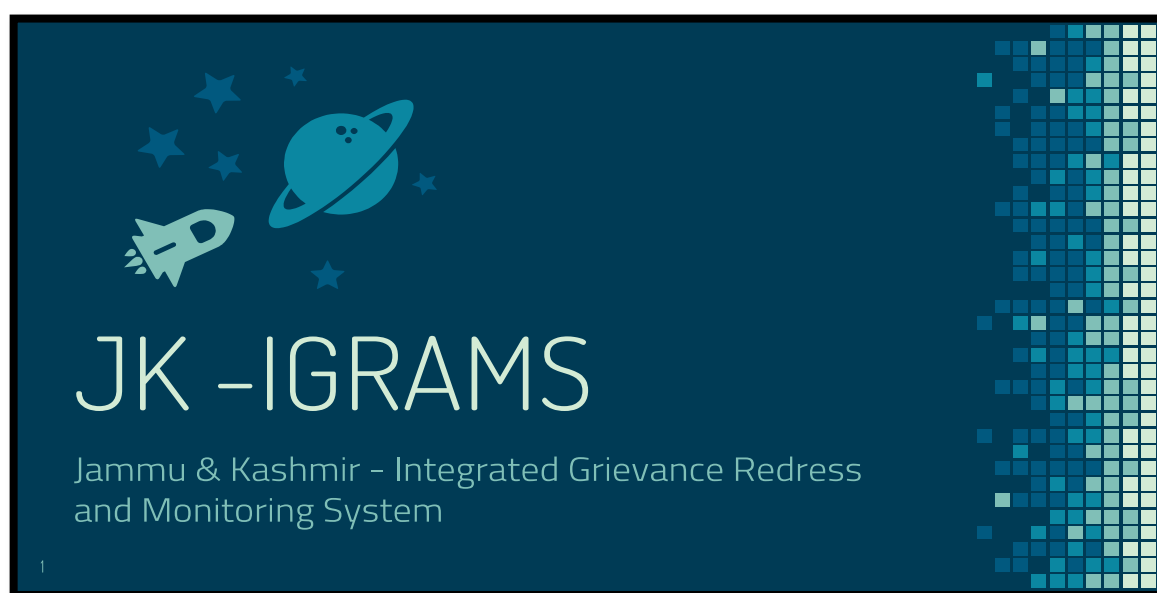 JK –IGRAMS
Jammu & Kashmir – Integrated Grievance Redress
and Monitoring System
1